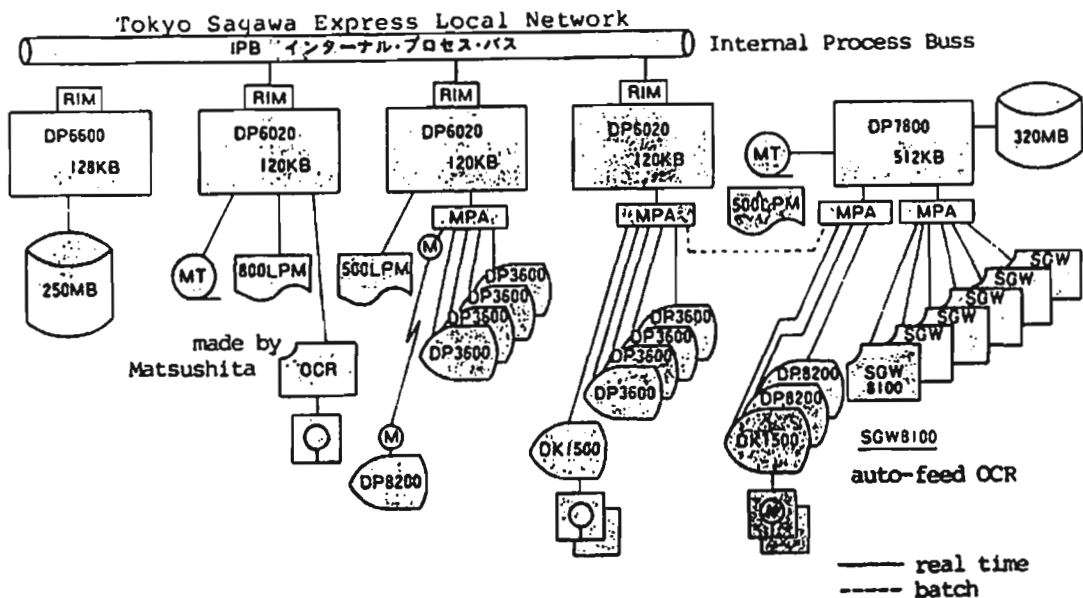 Tokyo Sagawa Express Local Network
IPB インターナル・プロセス・バス
Internal Process Buss
RIM
RIM
RIM
RIM
DP6600
128KB
DP6020
120KB
DP6020
120KB
DP6020
120KB
DP7800
512KB
320MB
MT
500LPM
MPA
MPA
MPA
MPA
250MB
MT
800LPM
500LPM
M
DP3600
DP3600
DP3600
DP3600
DP3600
DP3600
DP3600
DP3600
SGW
SGW
SGW
SGW
SGW
SGW
8100
made by
Matsushita
OCR
M
DP8200
DK1500
DP8200
DP8200
DK1500
SGW8100
auto-feed OCR
real time
batch